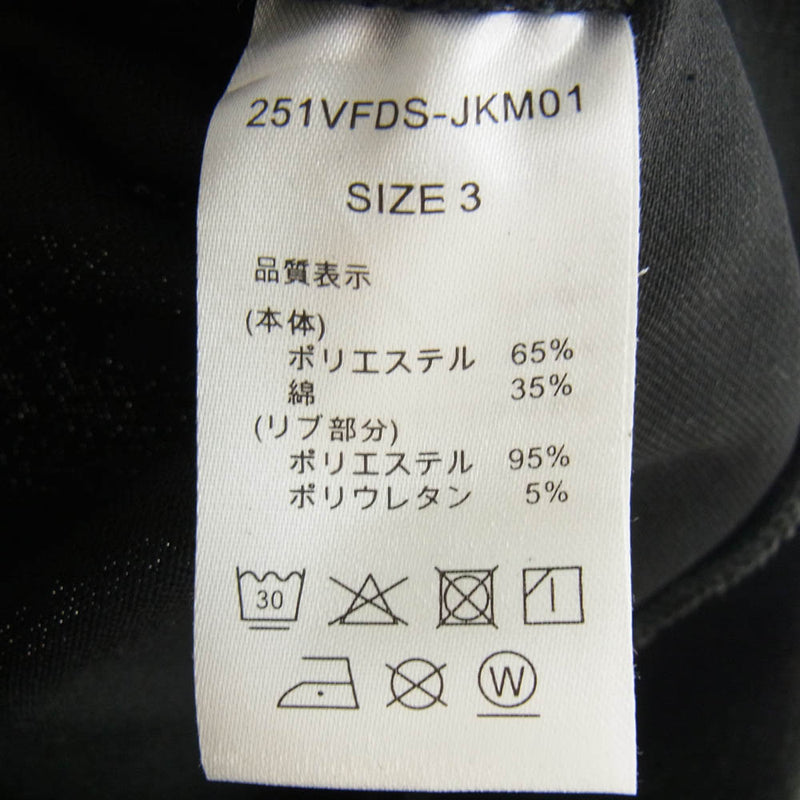 251VFDS-JKM01
SIZE 3
品質表示
(本体)
ポリエステル 65%
綿 35%
(リブ部分)
ポリエステル 95%
ポリウレタン 5%
30
W